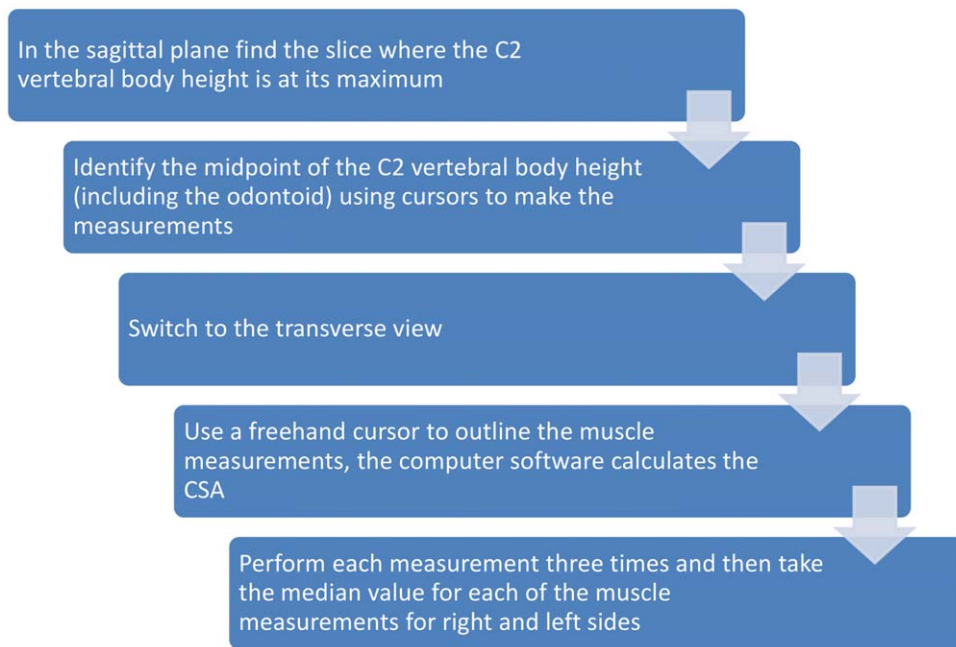 In the sagittal plane find the slice where the C2
vertebral body height is at its maximum
Identify the midpoint of the C2 vertebral body height
(including the odontoid) using cursors to make the
measurements
Switch to the transverse view
Use a freehand cursor to outline the muscle
measurements, the computer software calculates the
CSA
Perform each measurement three times and then take
the median value for each of the muscle
measurements for right and left sides